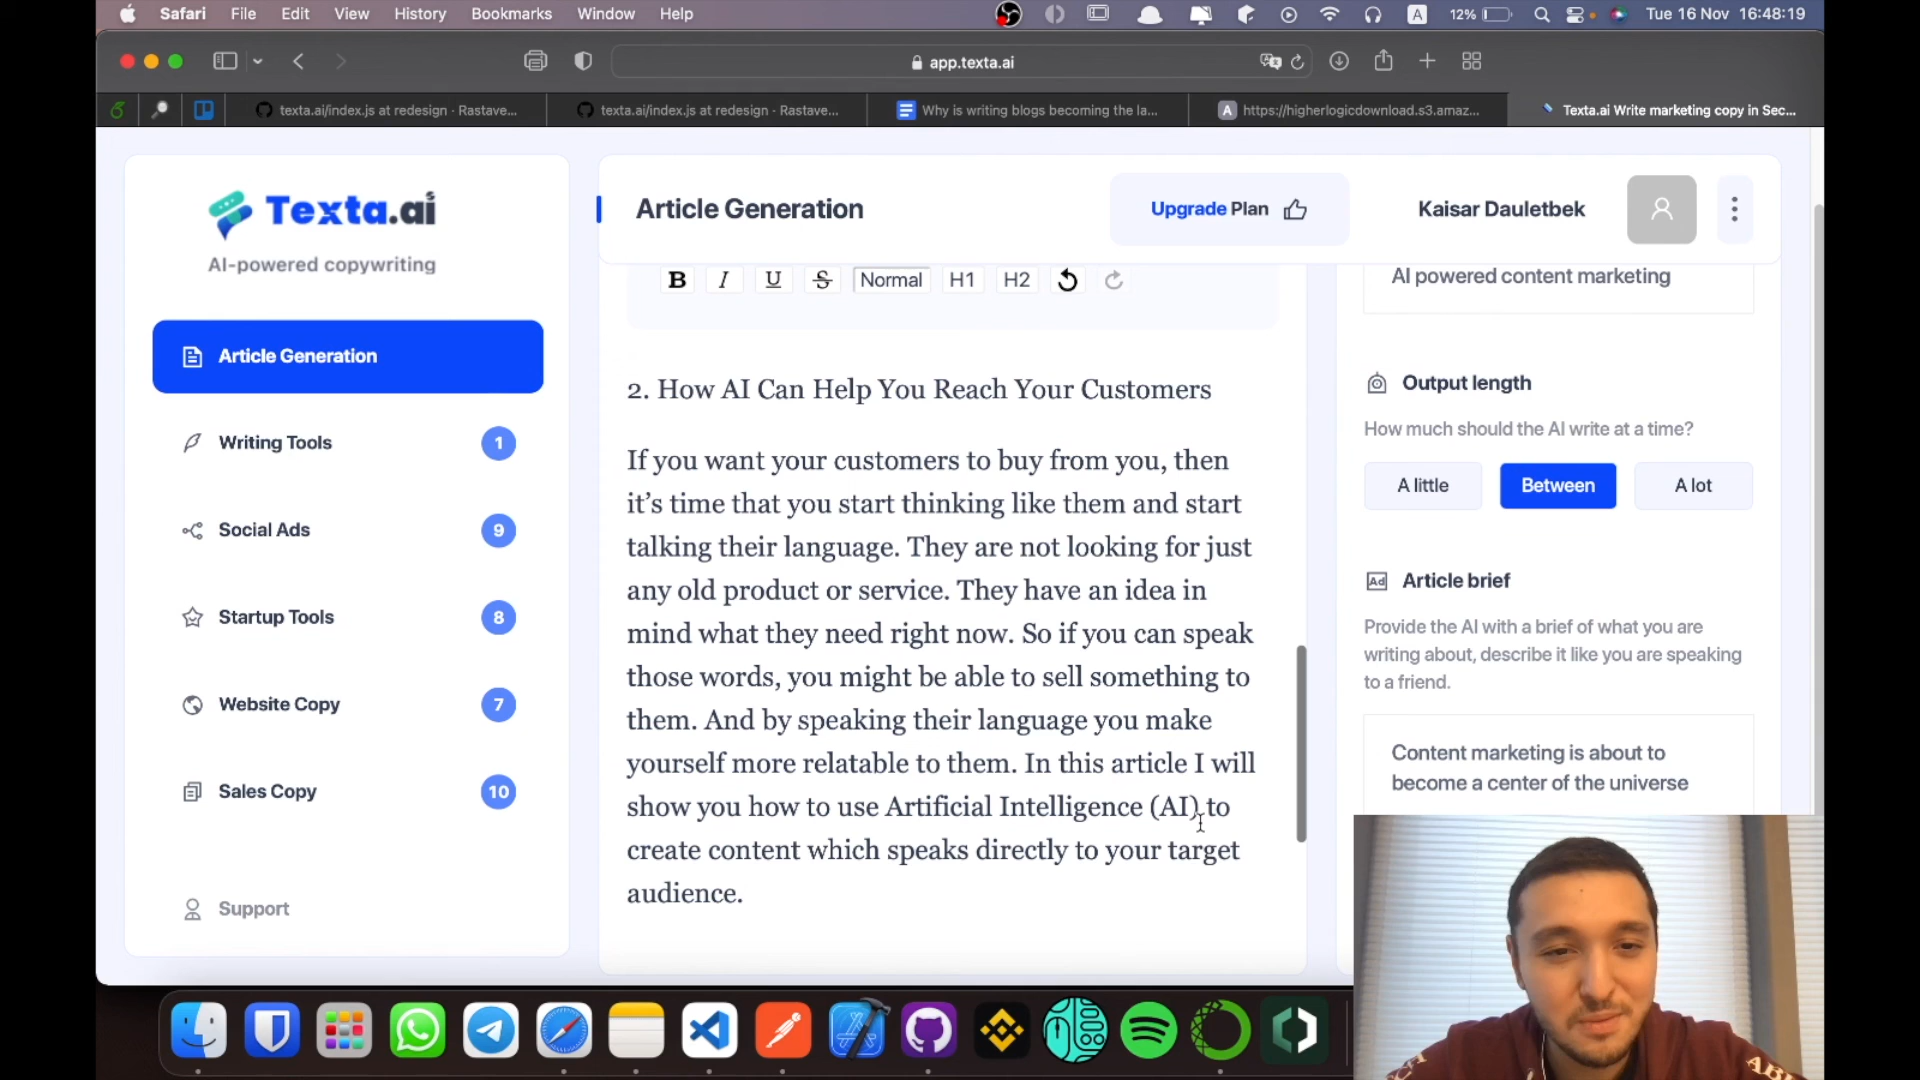 Safari File Edit View History Bookmarks Window Help
A 12% Tue 16 Nov 16:48:19
app.texta.ai
texta.ai/index.js at redesign · Rastave...
texta.ai/index.js at redesign · Rastave...
Why is writing blogs becoming the la...
A https://higherlogicdownload.s3.amaz...
Texta.ai Write marketing copy in Sec...
Texta.ai
AI-powered copywriting
Article Generation
Writing Tools 1
Social Ads 9
Startup Tools 8
Website Copy 7
Sales Copy 10
Support
Article Generation
Upgrade Plan
Kaisar Dauletbek
B I U S Normal H1 H2
2. How AI Can Help You Reach Your Customers
If you want your customers to buy from you, then
it’s time that you start thinking like them and start
talking their language. They are not looking for just
any old product or service. They have an idea in
mind what they need right now. So if you can speak
those words, you might be able to sell something to
them. And by speaking their language you make
yourself more relatable to them. In this article I will
show you how to use Artificial Intelligence (AI) to
create content which speaks directly to your target
audience.
AI powered content marketing
Output length
How much should the AI write at a time?
A little Between A lot
Ad Article brief
Provide the AI with a brief of what you are
writing about, describe it like you are speaking
to a friend.
Content marketing is about to
become a center of the universe